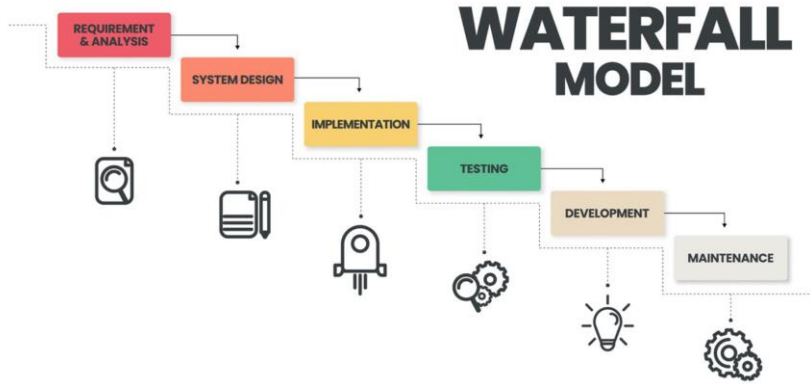 WATERFALL
MODEL
REQUIREMENT
& ANALYSIS
SYSTEM DESIGN
IMPLEMENTATION
TESTING
DEVELOPMENT
MAINTENANCE